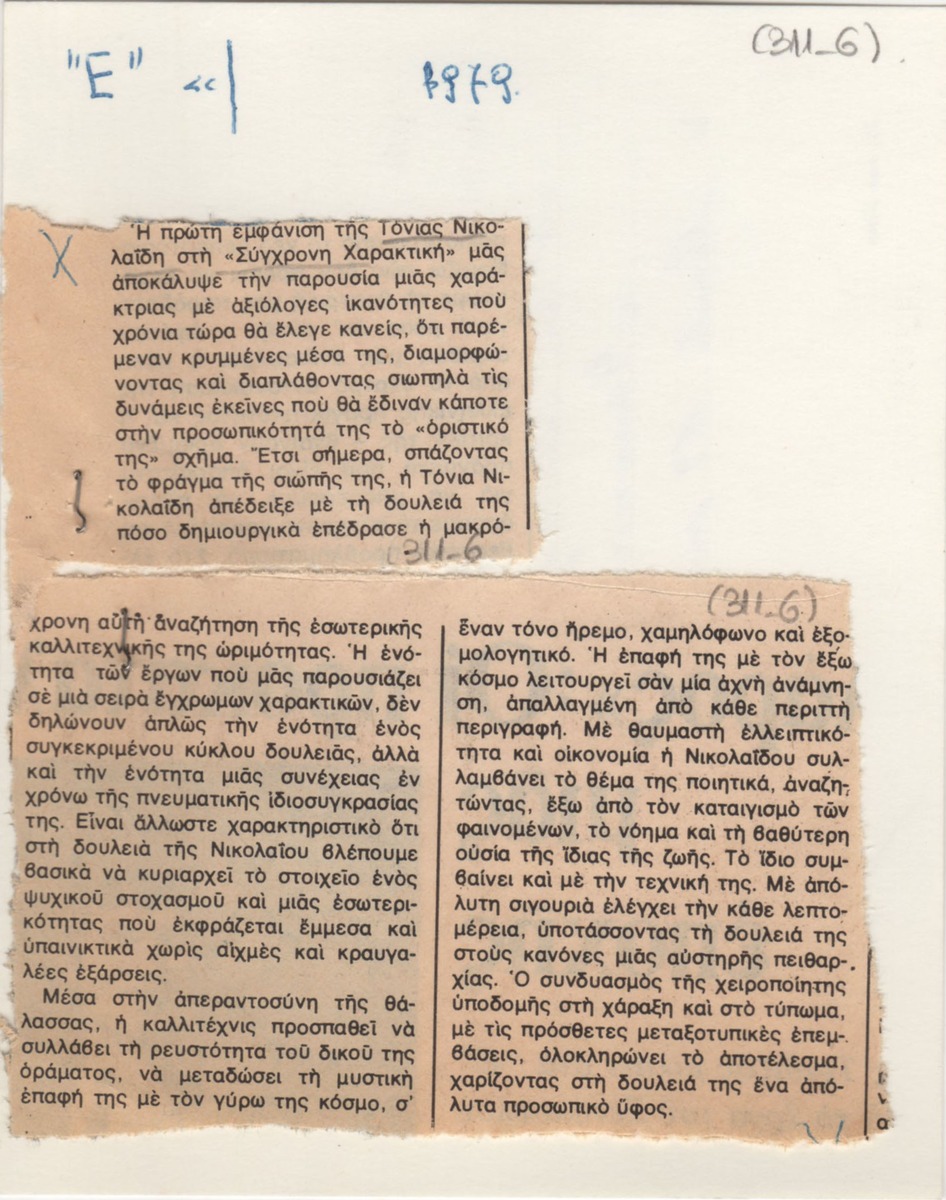 (311-6)
"Ε" << | 1979.
Ἡ πρώτη ἐμφάνιση τῆς Τόνιας Νικο-
λαΐδη στὴ «Σύγχρονη Χαρακτική» μᾶς
ἀποκάλυψε τὴν παρουσία μιᾶς χαρά-
κτριας μὲ ἀξιόλογες ἱκανότητες ποὺ
χρόνια τώρα θὰ ἔλεγε κανείς, ὅτι παρέ-
μεναν κρυμμένες μέσα της, διαμορφώ-
νοντας καὶ διαπλάθοντας σιωπηλὰ τὶς
δυνάμεις ἐκεῖνες ποὺ θὰ ἔδιναν κάποτε
στὴν προσωπικότητά της τὸ «ὁριστικό
της» σχῆμα. Ἔτσι σήμερα, σπάζοντας
τὸ φράγμα τῆς σιώπῆς της, ἡ Τόνια Νι-
κολαΐδη ἀπέδειξε μὲ τὴ δουλειά της
πόσο δημιουργικὰ ἐπέδρασε ἡ μακρό-
(311-6
(311-6)
χρονη αὐτὴ ἀναζήτηση τῆς ἐσωτερικῆς
καλλιτεχνικῆς της ὡριμότητας. Ἡ ἑνό-
τητα τῶν ἔργων ποὺ μᾶς παρουσιάζει
σὲ μιὰ σειρὰ ἔγχρωμων χαρακτικῶν, δὲν
δηλώνουν ἁπλῶς τὴν ἑνότητα ἑνὸς
συγκεκριμένου κύκλου δουλειᾶς, ἀλλὰ
καὶ τὴν ἑνότητα μιᾶς συνέχειας ἐν
χρόνω τῆς πνευματικῆς ἰδιοσυγκρασίας
της. Εἶναι ἄλλωστε χαρακτηριστικὸ ὅτι
στὴ δουλειὰ τῆς Νικολαΐου βλέπουμε
βασικὰ νὰ κυριαρχεῖ τὸ στοιχεῖο ἑνὸς
ψυχικοῦ στοχασμοῦ καὶ μιᾶς ἐσωτερι-
κότητας ποὺ ἐκφράζεται ἔμμεσα καὶ
ὑπαινικτικὰ χωρὶς αἰχμὲς καὶ κραυγα-
λέες ἐξάρσεις.
Μέσα στὴν ἀπεραντοσύνη τῆς θά-
λασσας, ἡ καλλιτέχνις προσπαθεῖ νὰ
συλλάβει τὴ ρευστότητα τοῦ δικοῦ της
ὁράματος, νὰ μεταδώσει τὴ μυστικὴ
ἐπαφή της μὲ τὸν γύρω της κόσμο, σ'
ἕναν τόνο ἤρεμο, χαμηλόφωνο καὶ ἐξο-
μολογητικό. Ἡ ἐπαφή της μὲ τὸν ἔξω
κόσμο λειτουργεῖ σὰν μία ἀχνὴ ἀνάμνη-
ση, ἀπαλλαγμένη ἀπὸ κάθε περιττὴ
περιγραφή. Μὲ θαυμαστὴ ἐλλειπτικό-
τητα καὶ οἰκονομία ἡ Νικολαΐδου συλ-
λαμβάνει τὸ θέμα της ποιητικά, ἀναζη-
τώντας, ἔξω ἀπὸ τὸν καταιγισμὸ τῶν
φαινομένων, τὸ νόημα καὶ τὴ βαθύτερη
οὐσία τῆς ἴδιας τῆς ζωῆς. Τὸ ἴδιο συμ-
βαίνει καὶ μὲ τὴν τεχνική της. Μὲ ἀπό-
λυτη σιγουριὰ ἐλέγχει τὴν κάθε λεπτο-
μέρεια, ὑποτάσσοντας τὴ δουλειά της
στοὺς κανόνες μιᾶς αὐστηρῆς πειθαρ-
χίας. Ὁ συνδυασμὸς τῆς χειροποίητης
ὑποδομῆς στὴ χάραξη καὶ στὸ τύπωμα,
μὲ τὶς πρόσθετες μεταξοτυπικὲς ἐπεμ-
βάσεις, ὁλοκληρώνει τὸ ἀποτέλεσμα,
χαρίζοντας στὴ δουλειά της ἕνα ἀπό-
λυτα προσωπικὸ ὕφος.